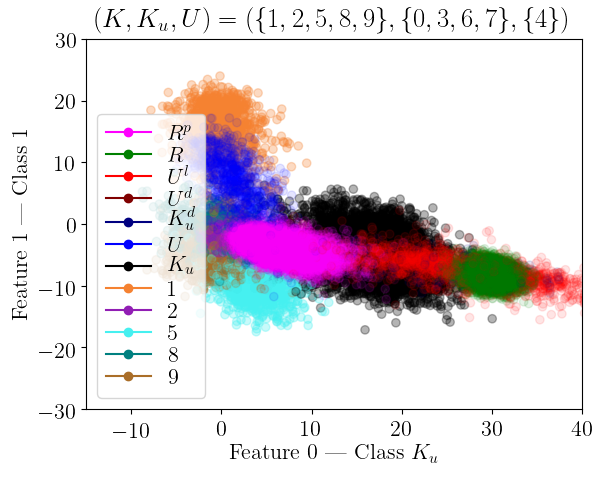 (K, K_u, U) = ({1, 2, 5, 8, 9}, {0, 3, 6, 7}, {4})
30
20
10
0
−10
−20
−30
Feature 1 — Class 1
R^p
R
U^l
U^d
K_u^d
U
K_u
1
2
5
8
9
−10 0 10 20 30 40
Feature 0 — Class K_u